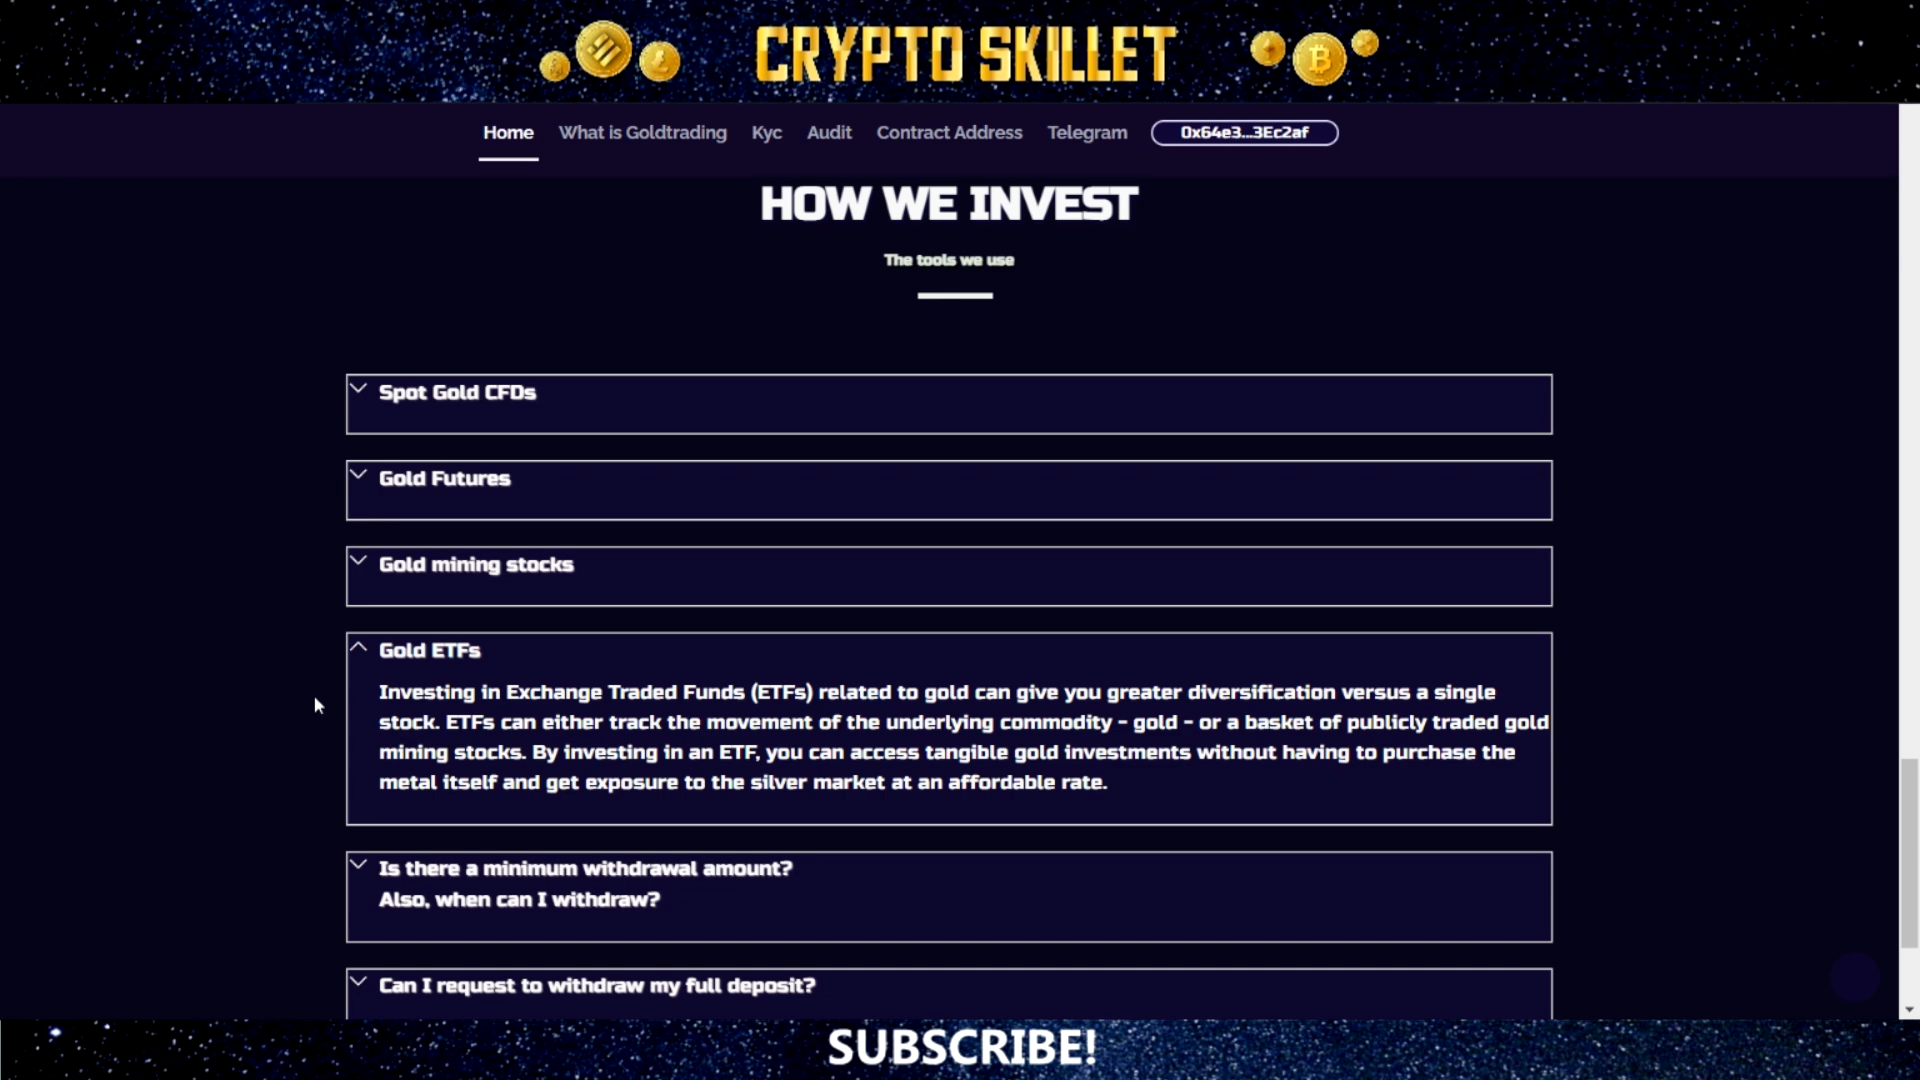 CRYPTO SKILLET
Home What is Goldtrading Kyc Audit Contract Address Telegram 0x64e3...3Ec2af
HOW WE INVEST
The tools we use
Spot Gold CFDs
Gold Futures
Gold mining stocks
Gold ETFs
Investing in Exchange Traded Funds (ETFs) related to gold can give you greater diversification versus a single
stock. ETFs can either track the movement of the underlying commodity - gold - or a basket of publicly traded gold
mining stocks. By investing in an ETF, you can access tangible gold investments without having to purchase the
metal itself and get exposure to the silver market at an affordable rate.
Is there a minimum withdrawal amount?
Also, when can I withdraw?
Can I request to withdraw my full deposit?
SUBSCRIBE!